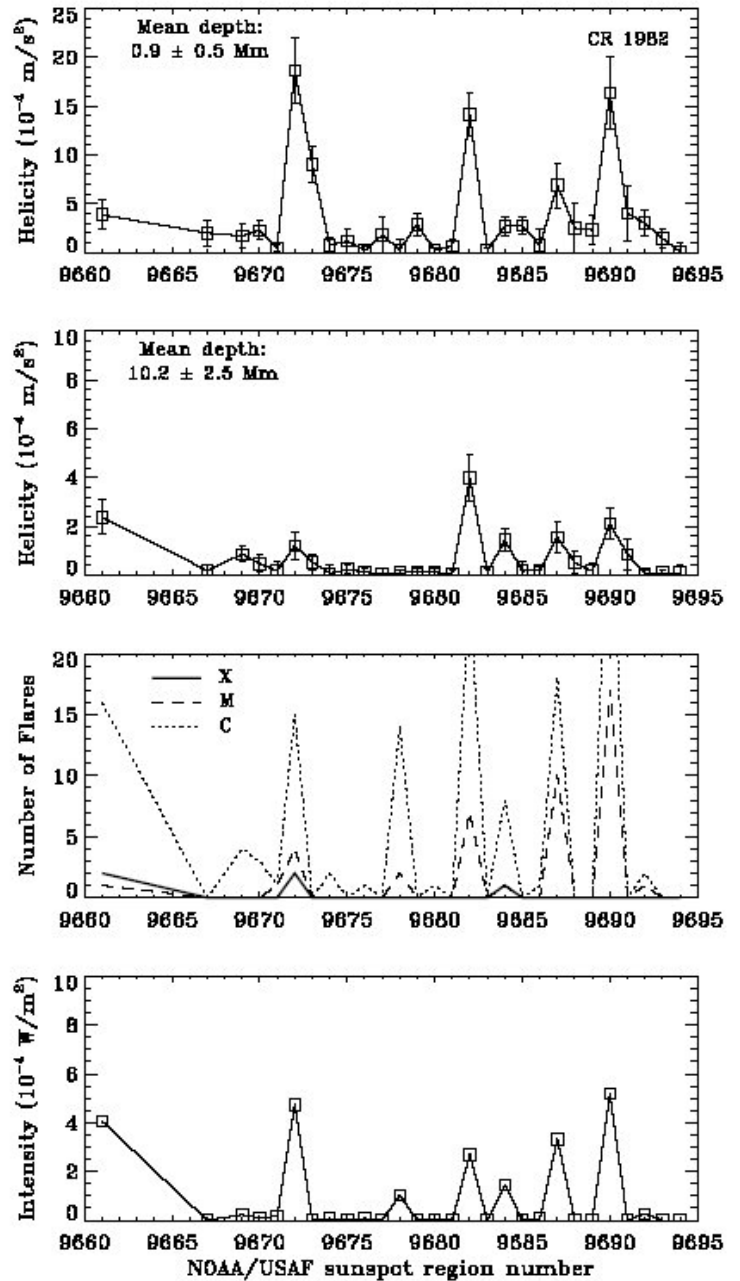 Mean depth:
0.9 ± 0.5 Mm
CR 1982
Helicity (10⁻⁴ m/s²)
25
20
15
10
5
0
9660 9665 9670 9675 9680 9685 9690 9695
Mean depth:
10.2 ± 2.5 Mm
Helicity (10⁻⁴ m/s²)
10
8
6
4
2
0
9660 9665 9670 9675 9680 9685 9690 9695
X
M
C
Number of Flares
20
15
10
5
0
9660 9665 9670 9675 9680 9685 9690 9695
Intensity (10⁻⁴ W/m²)
10
8
6
4
2
0
9660 9665 9670 9675 9680 9685 9690 9695
NOAA/USAF sunspot region number